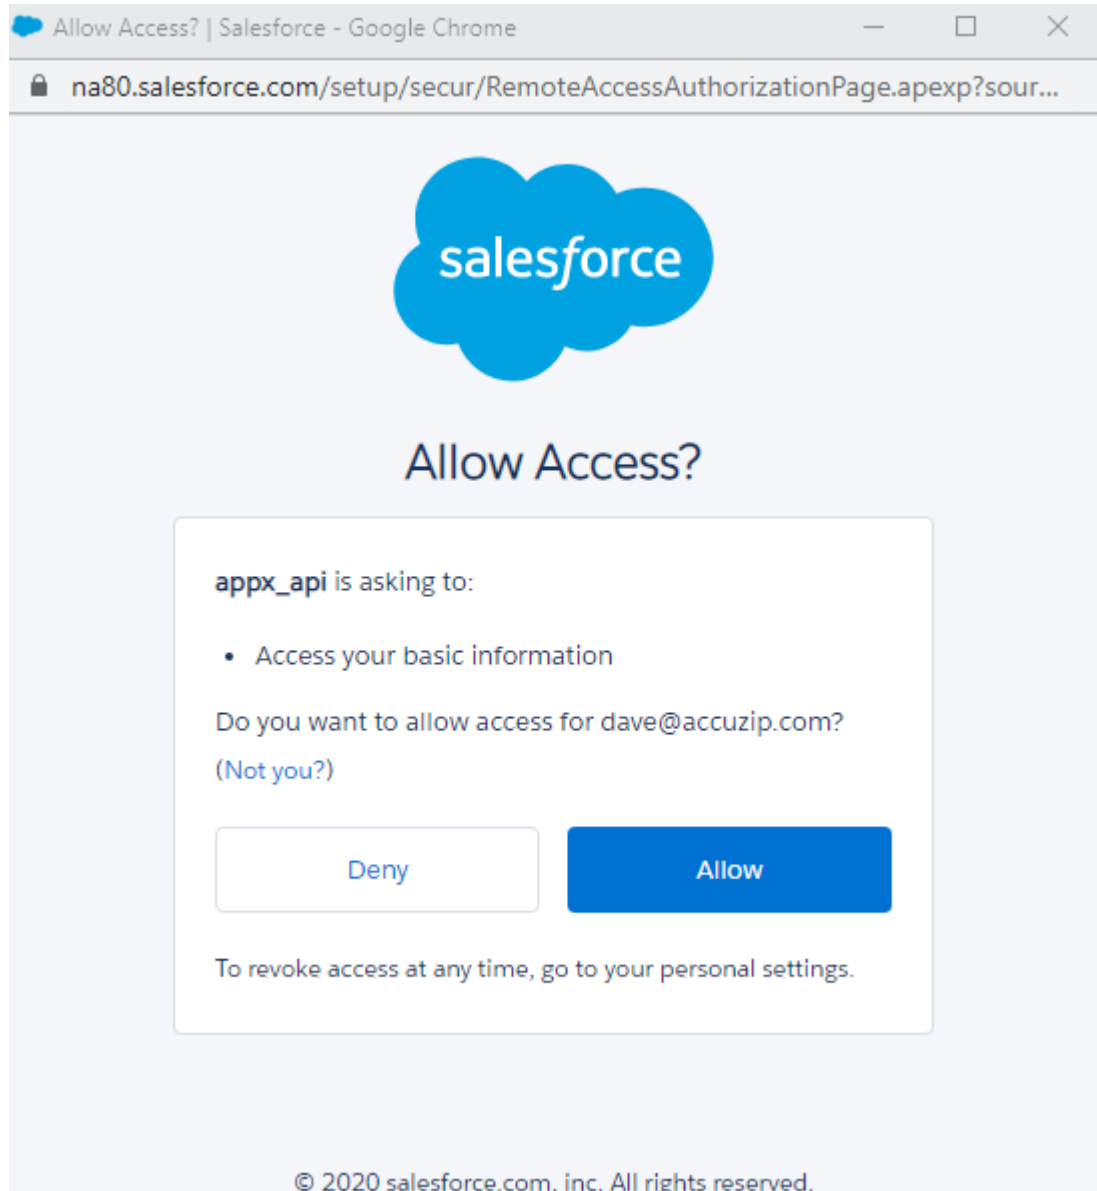 Allow Access? | Salesforce - Google Chrome
na80.salesforce.com/setup/secur/RemoteAccessAuthorizationPage.apexp?sour...
salesforce
Allow Access?
appx_api is asking to:
• Access your basic information
Do you want to allow access for dave@accuzip.com?
(Not you?)
Deny
Allow
To revoke access at any time, go to your personal settings.
© 2020 salesforce.com, inc. All rights reserved.